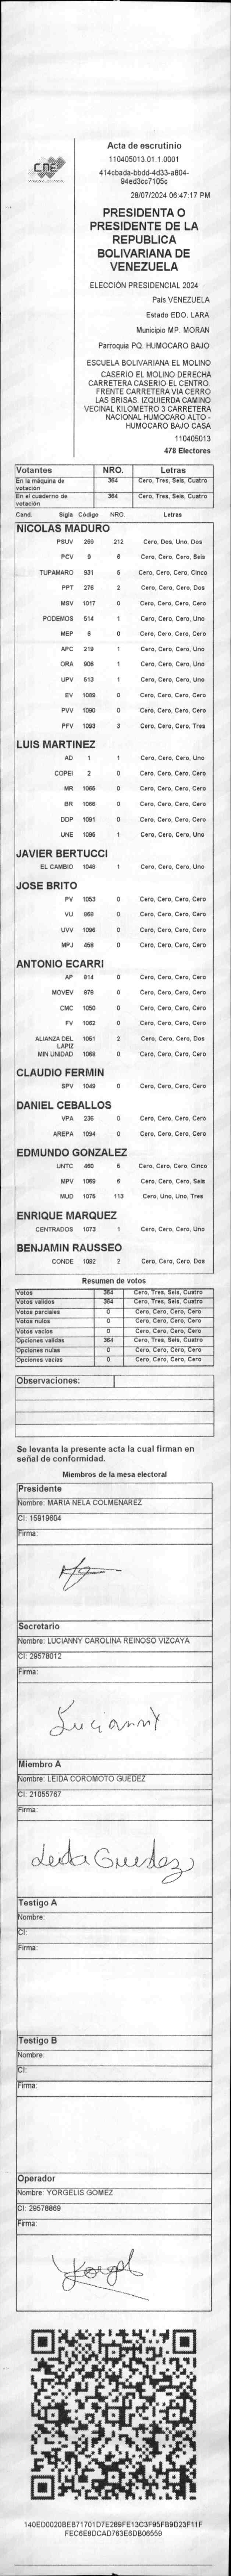 CNE
Acta de escrutinio
110405013.01.1.0001
414cbada-bbdd-4d33-a804-
94ed3cc7105c
28/07/2024 06:47:17 PM
PRESIDENTA O
PRESIDENTE DE LA
REPUBLICA
BOLIVARIANA DE
VENEZUELA
ELECCIÓN PRESIDENCIAL 2024
Pais VENEZUELA
Estado EDO. LARA
Municipio MP. MORAN
Parroquia PQ. HUMOCARO BAJO
ESCUELA BOLIVARIANA EL MOLINO
CASERIO EL MOLINO DERECHA
CARRETERA CASERIO EL CENTRO.
FRENTE CARRETERA VIA CERRO
LAS BRISAS. IZQUIERDA CAMINO
VECINAL KILOMETRO 3 CARRETERA
NACIONAL HUMOCARO ALTO -
HUMOCARO BAJO CASA
110405013
478 Electores
Votantes NRO. Letras
En la máquina de votación 364 Cero, Tres, Seis, Cuatro
En el cuaderno de votación 364 Cero, Tres, Seis, Cuatro
Cand. Sigla Código NRO. Letras
NICOLAS MADURO
PSUV 269 212 Cero, Dos, Uno, Dos
PCV 9 6 Cero, Cero, Cero, Seis
TUPAMARO 931 5 Cero, Cero, Cero, Cinco
PPT 276 2 Cero, Cero, Cero, Dos
MSV 1017 0 Cero, Cero, Cero, Cero
PODEMOS 514 1 Cero, Cero, Cero, Uno
MEP 6 0 Cero, Cero, Cero, Cero
APC 219 1 Cero, Cero, Cero, Uno
ORA 906 1 Cero, Cero, Cero, Uno
UPV 513 1 Cero, Cero, Cero, Uno
EV 1089 0 Cero, Cero, Cero, Cero
PVV 1090 0 Cero, Cero, Cero, Cero
PFV 1093 3 Cero, Cero, Cero, Tres
LUIS MARTINEZ
AD 1 1 Cero, Cero, Cero, Uno
COPEI 2 0 Cero, Cero, Cero, Cero
MR 1065 0 Cero, Cero, Cero, Cero
BR 1066 0 Cero, Cero, Cero, Cero
DDP 1091 0 Cero, Cero, Cero, Cero
UNE 1095 1 Cero, Cero, Cero, Uno
JAVIER BERTUCCI
EL CAMBIO 1048 1 Cero, Cero, Cero, Uno
JOSE BRITO
PV 1053 0 Cero, Cero, Cero, Cero
VU 868 0 Cero, Cero, Cero, Cero
UVV 1096 0 Cero, Cero, Cero, Cero
MPJ 458 0 Cero, Cero, Cero, Cero
ANTONIO ECARRI
AP 814 0 Cero, Cero, Cero, Cero
MOVEV 879 0 Cero, Cero, Cero, Cero
CMC 1050 0 Cero, Cero, Cero, Cero
FV 1062 0 Cero, Cero, Cero, Cero
ALIANZA DEL LAPIZ 1051 2 Cero, Cero, Cero, Dos
MIN UNIDAD 1088 0 Cero, Cero, Cero, Cero
CLAUDIO FERMIN
SPV 1049 0 Cero, Cero, Cero, Cero
DANIEL CEBALLOS
VPA 236 0 Cero, Cero, Cero, Cero
AREPA 1094 0 Cero, Cero, Cero, Cero
EDMUNDO GONZALEZ
UNTC 460 5 Cero, Cero, Cero, Cinco
MPV 1069 6 Cero, Cero, Cero, Seis
MUD 1075 113 Cero, Uno, Uno, Tres
ENRIQUE MARQUEZ
CENTRADOS 1073 1 Cero, Cero, Cero, Uno
BENJAMIN RAUSSEO
CONDE 1092 2 Cero, Cero, Cero, Dos
Resumen de votos
Votos 364 Cero, Tres, Seis, Cuatro
Votos validos 364 Cero, Tres, Seis, Cuatro
Votos parciales 0 Cero, Cero, Cero, Cero
Votos nulos 0 Cero, Cero, Cero, Cero
Votos vacios 0 Cero, Cero, Cero, Cero
Opciones validas 364 Cero, Tres, Seis, Cuatro
Opciones nulas 0 Cero, Cero, Cero, Cero
Opciones vacias 0 Cero, Cero, Cero, Cero
Observaciones:
Se levanta la presente acta la cual firman en
señal de conformidad.
Miembros de la mesa electoral
Presidente
Nombre: MARIA NELA COLMENAREZ
CI: 15919604
Firma:
Secretario
Nombre: LUCIANNY CAROLINA REINOSO VIZCAYA
CI: 29578012
Firma:
Lucianny
Miembro A
Nombre: LEIDA COROMOTO GUEDEZ
CI: 21055767
Firma:
Leida Guedez
Testigo A
Nombre:
CI:
Firma:
Testigo B
Nombre:
CI:
Firma:
Operador
Nombre: YORGELIS GOMEZ
CI: 29578869
Firma:
140ED0020BEB71701D7E289FE13C3F95FB9D23F11F
FEC6E8DCAD763E6DB06559